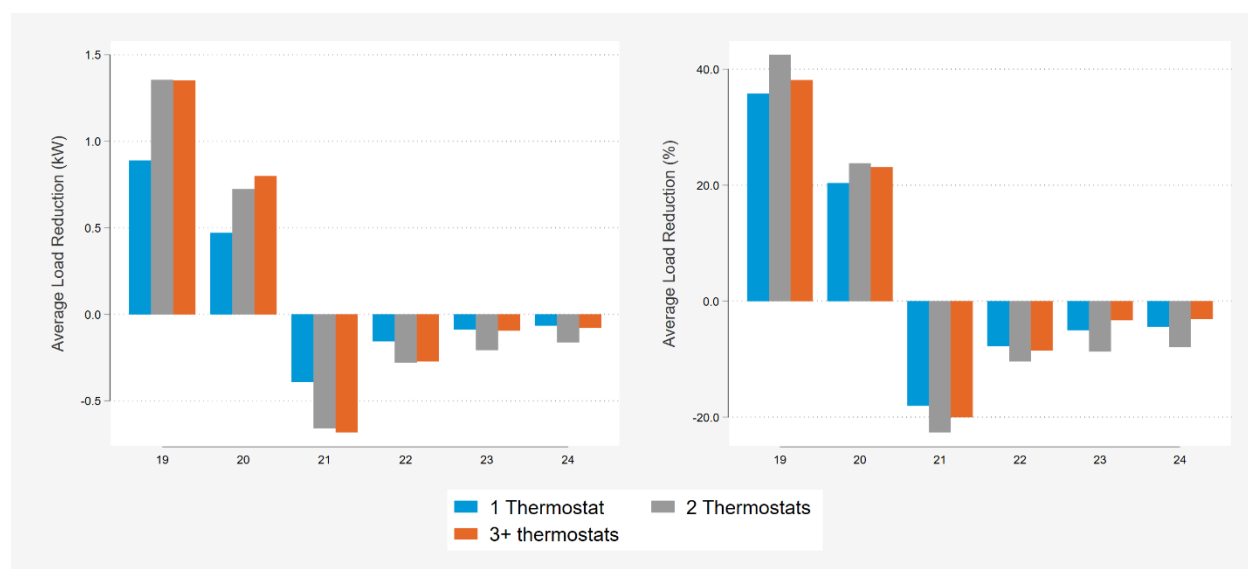 Average Load Reduction (kW)
1.5
1.0
0.5
0.0
-0.5
19 20 21 22 23 24
Average Load Reduction (%)
40.0
20.0
0.0
-20.0
19 20 21 22 23 24
1 Thermostat 2 Thermostats
3+ thermostats